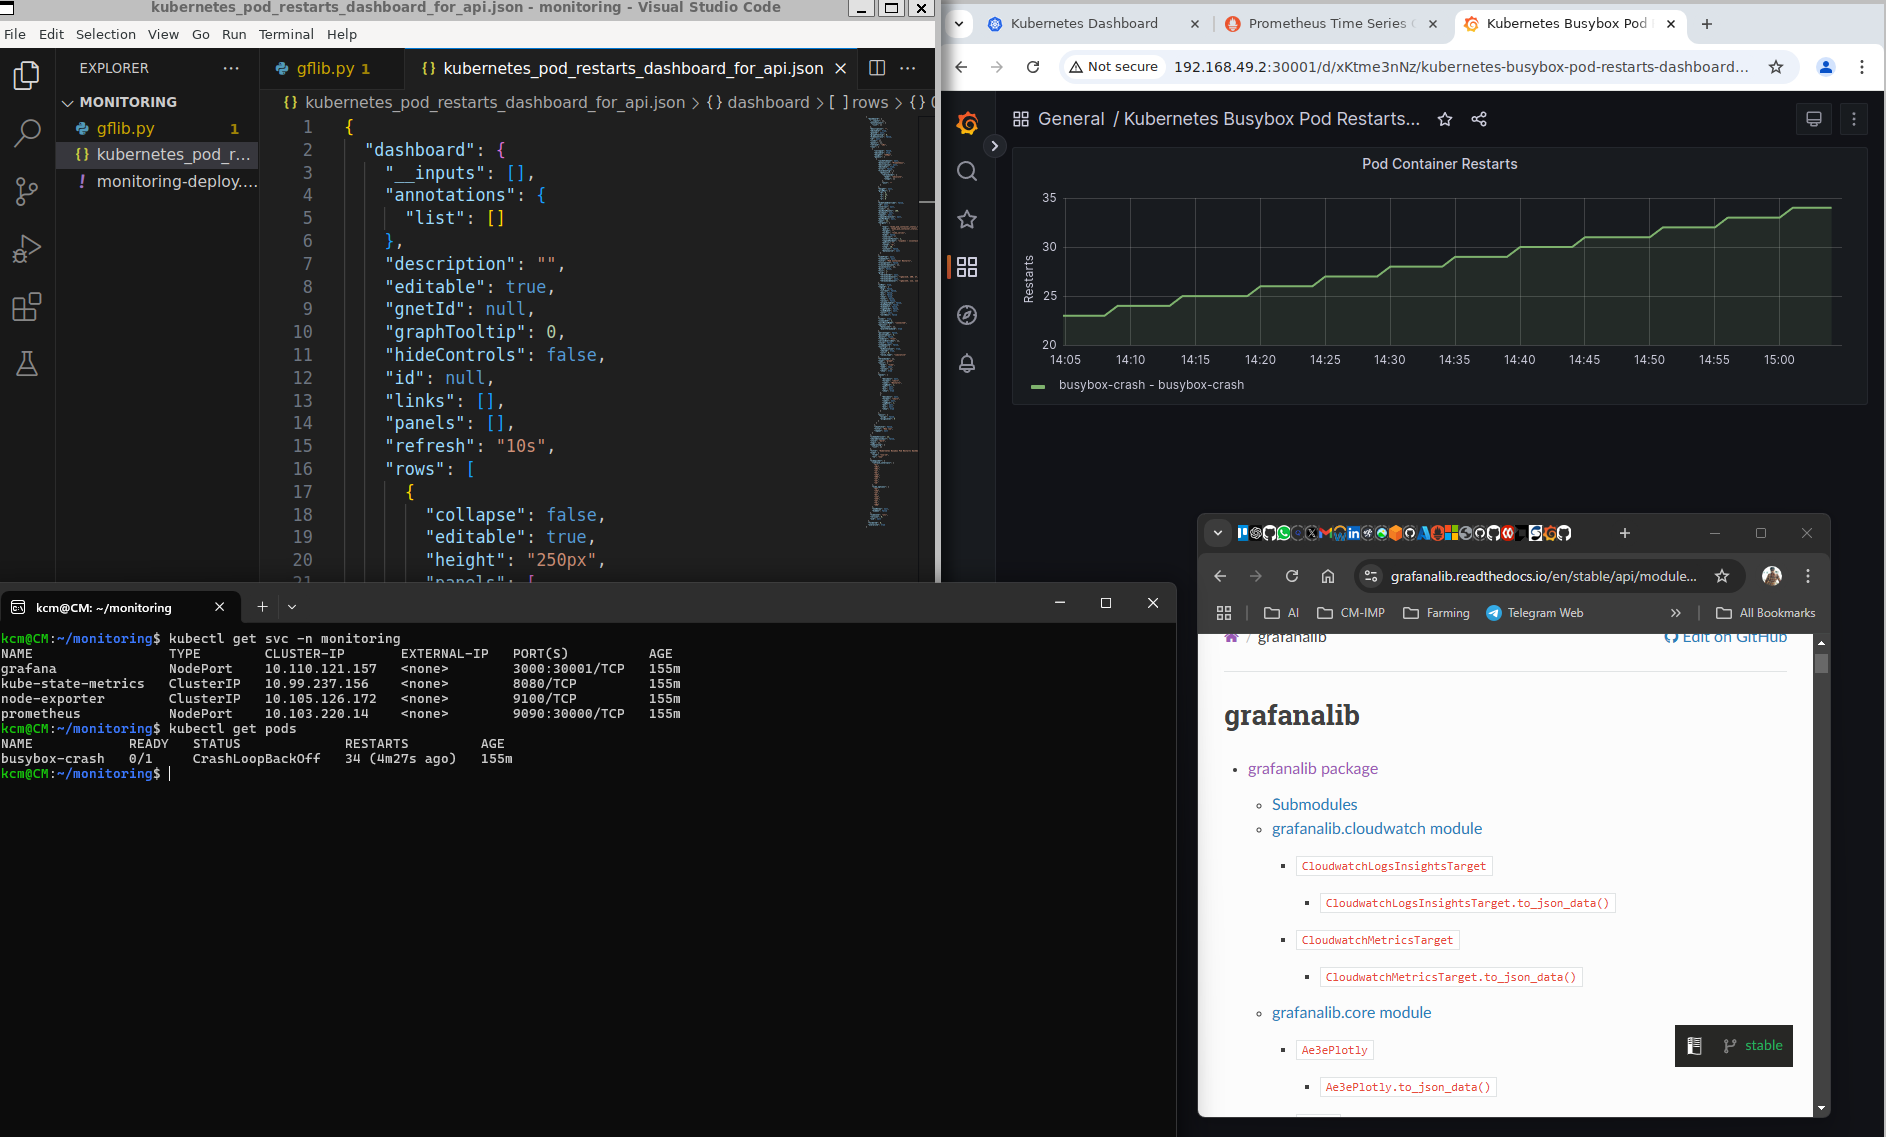 kubernetes_pod_restarts_dashboard_for_api.json - monitoring - Visual Studio Code
File Edit Selection View Go Run Terminal Help
EXPLORER ···
MONITORING
gflib.py 1
{} kubernetes_pod_r...
! monitoring-deploy....
gflib.py 1
{} kubernetes_pod_restarts_dashboard_for_api.json
{} kubernetes_pod_restarts_dashboard_for_api.json > {} dashboard > [ ] rows > {} 0
1 {
2 "dashboard": {
3 "__inputs": [],
4 "annotations": {
5 "list": []
6 },
7 "description": "",
8 "editable": true,
9 "gnetId": null,
10 "graphTooltip": 0,
11 "hideControls": false,
12 "id": null,
13 "links": [],
14 "panels": [],
15 "refresh": "10s",
16 "rows": [
17 {
18 "collapse": false,
19 "editable": true,
20 "height": "250px",
21 "panels": [
Kubernetes Dashboard
Prometheus Time Series
Kubernetes Busybox Pod
Not secure 192.168.49.2:30001/d/xKtme3nNz/kubernetes-busybox-pod-restarts-dashboard...
General / Kubernetes Busybox Pod Restarts...
Pod Container Restarts
Restarts
35
30
25
20
14:05 14:10 14:15 14:20 14:25 14:30 14:35 14:40 14:45 14:50 14:55 15:00
busybox-crash - busybox-crash
kcm@CM: ~/monitoring
kcm@CM:~/monitoring$ kubectl get svc -n monitoring
NAME TYPE CLUSTER-IP EXTERNAL-IP PORT(S) AGE
grafana NodePort 10.110.121.157 <none> 3000:30001/TCP 155m
kube-state-metrics ClusterIP 10.99.237.156 <none> 8080/TCP 155m
node-exporter ClusterIP 10.105.126.172 <none> 9100/TCP 155m
prometheus NodePort 10.103.220.14 <none> 9090:30000/TCP 155m
kcm@CM:~/monitoring$ kubectl get pods
NAME READY STATUS RESTARTS AGE
busybox-crash 0/1 CrashLoopBackOff 34 (4m27s ago) 155m
kcm@CM:~/monitoring$
grafanalib.readthedocs.io/en/stable/api/module...
AI CM-IMP Farming Telegram Web » All Bookmarks
/ grafanalib Edit on GitHub
grafanalib
grafanalib package
Submodules
grafanalib.cloudwatch module
CloudwatchLogsInsightsTarget
CloudwatchLogsInsightsTarget.to_json_data()
CloudwatchMetricsTarget
CloudwatchMetricsTarget.to_json_data()
grafanalib.core module
Ae3ePlotly
Ae3ePlotly.to_json_data()
stable